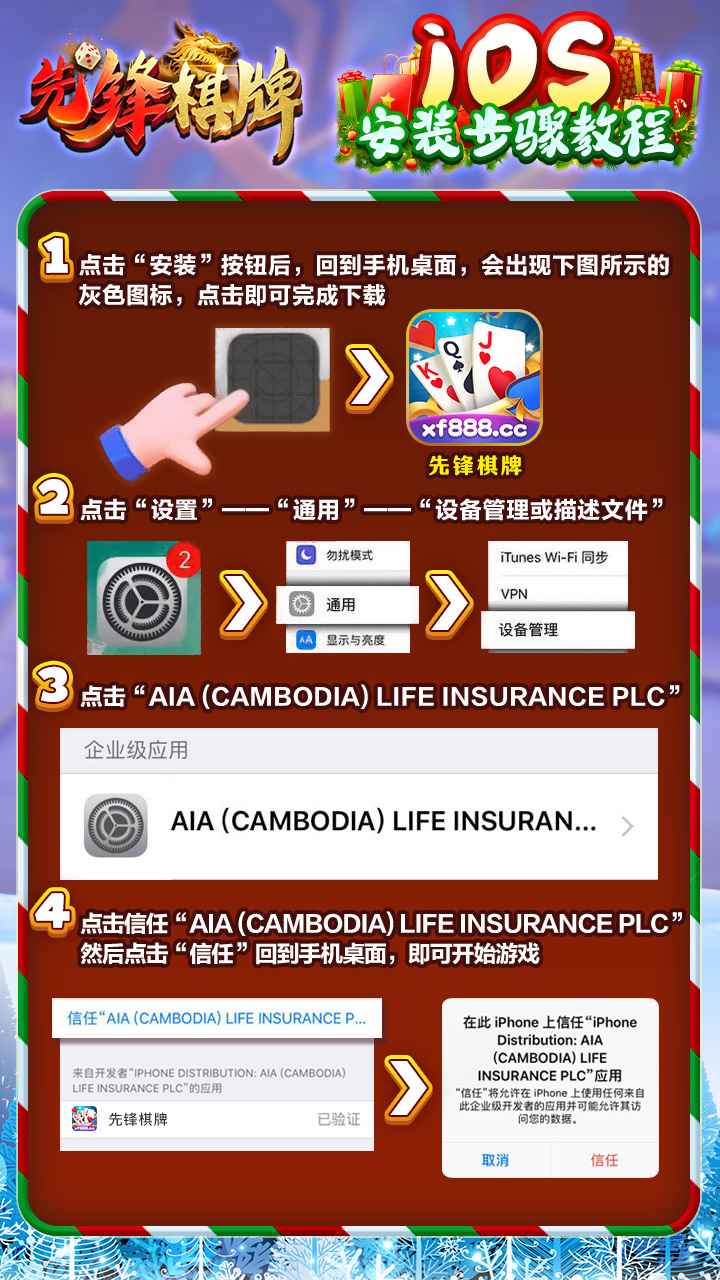 先锋棋牌
iOS
安装步骤教程
1
点击“安装”按钮后，回到手机桌面，会出现下图所示的
灰色图标，点击即可完成下载
K
Q
J
xf888.cc
先锋棋牌
2
点击“设置”——“通用”——“设备管理或描述文件”
2
勿扰模式
通用
AA 显示与亮度
iTunes Wi-Fi 同步
VPN
设备管理
3
点击“AIA (CAMBODIA) LIFE INSURANCE PLC”
企业级应用
AIA (CAMBODIA) LIFE INSURAN...
4
点击信任“AIA (CAMBODIA) LIFE INSURANCE PLC”
然后点击“信任”回到手机桌面，即可开始游戏
信任“AIA (CAMBODIA) LIFE INSURANCE P...
来自开发者“IPHONE DISTRIBUTION: AIA (CAMBODIA)
LIFE INSURANCE PLC”的应用
先锋棋牌 已验证
在此 iPhone 上信任“iPhone
Distribution: AIA
(CAMBODIA) LIFE
INSURANCE PLC”应用
“信任”将允许在 iPhone 上使用任何来自
此企业级开发者的应用并可能允许其访
问您的数据。
取消 信任